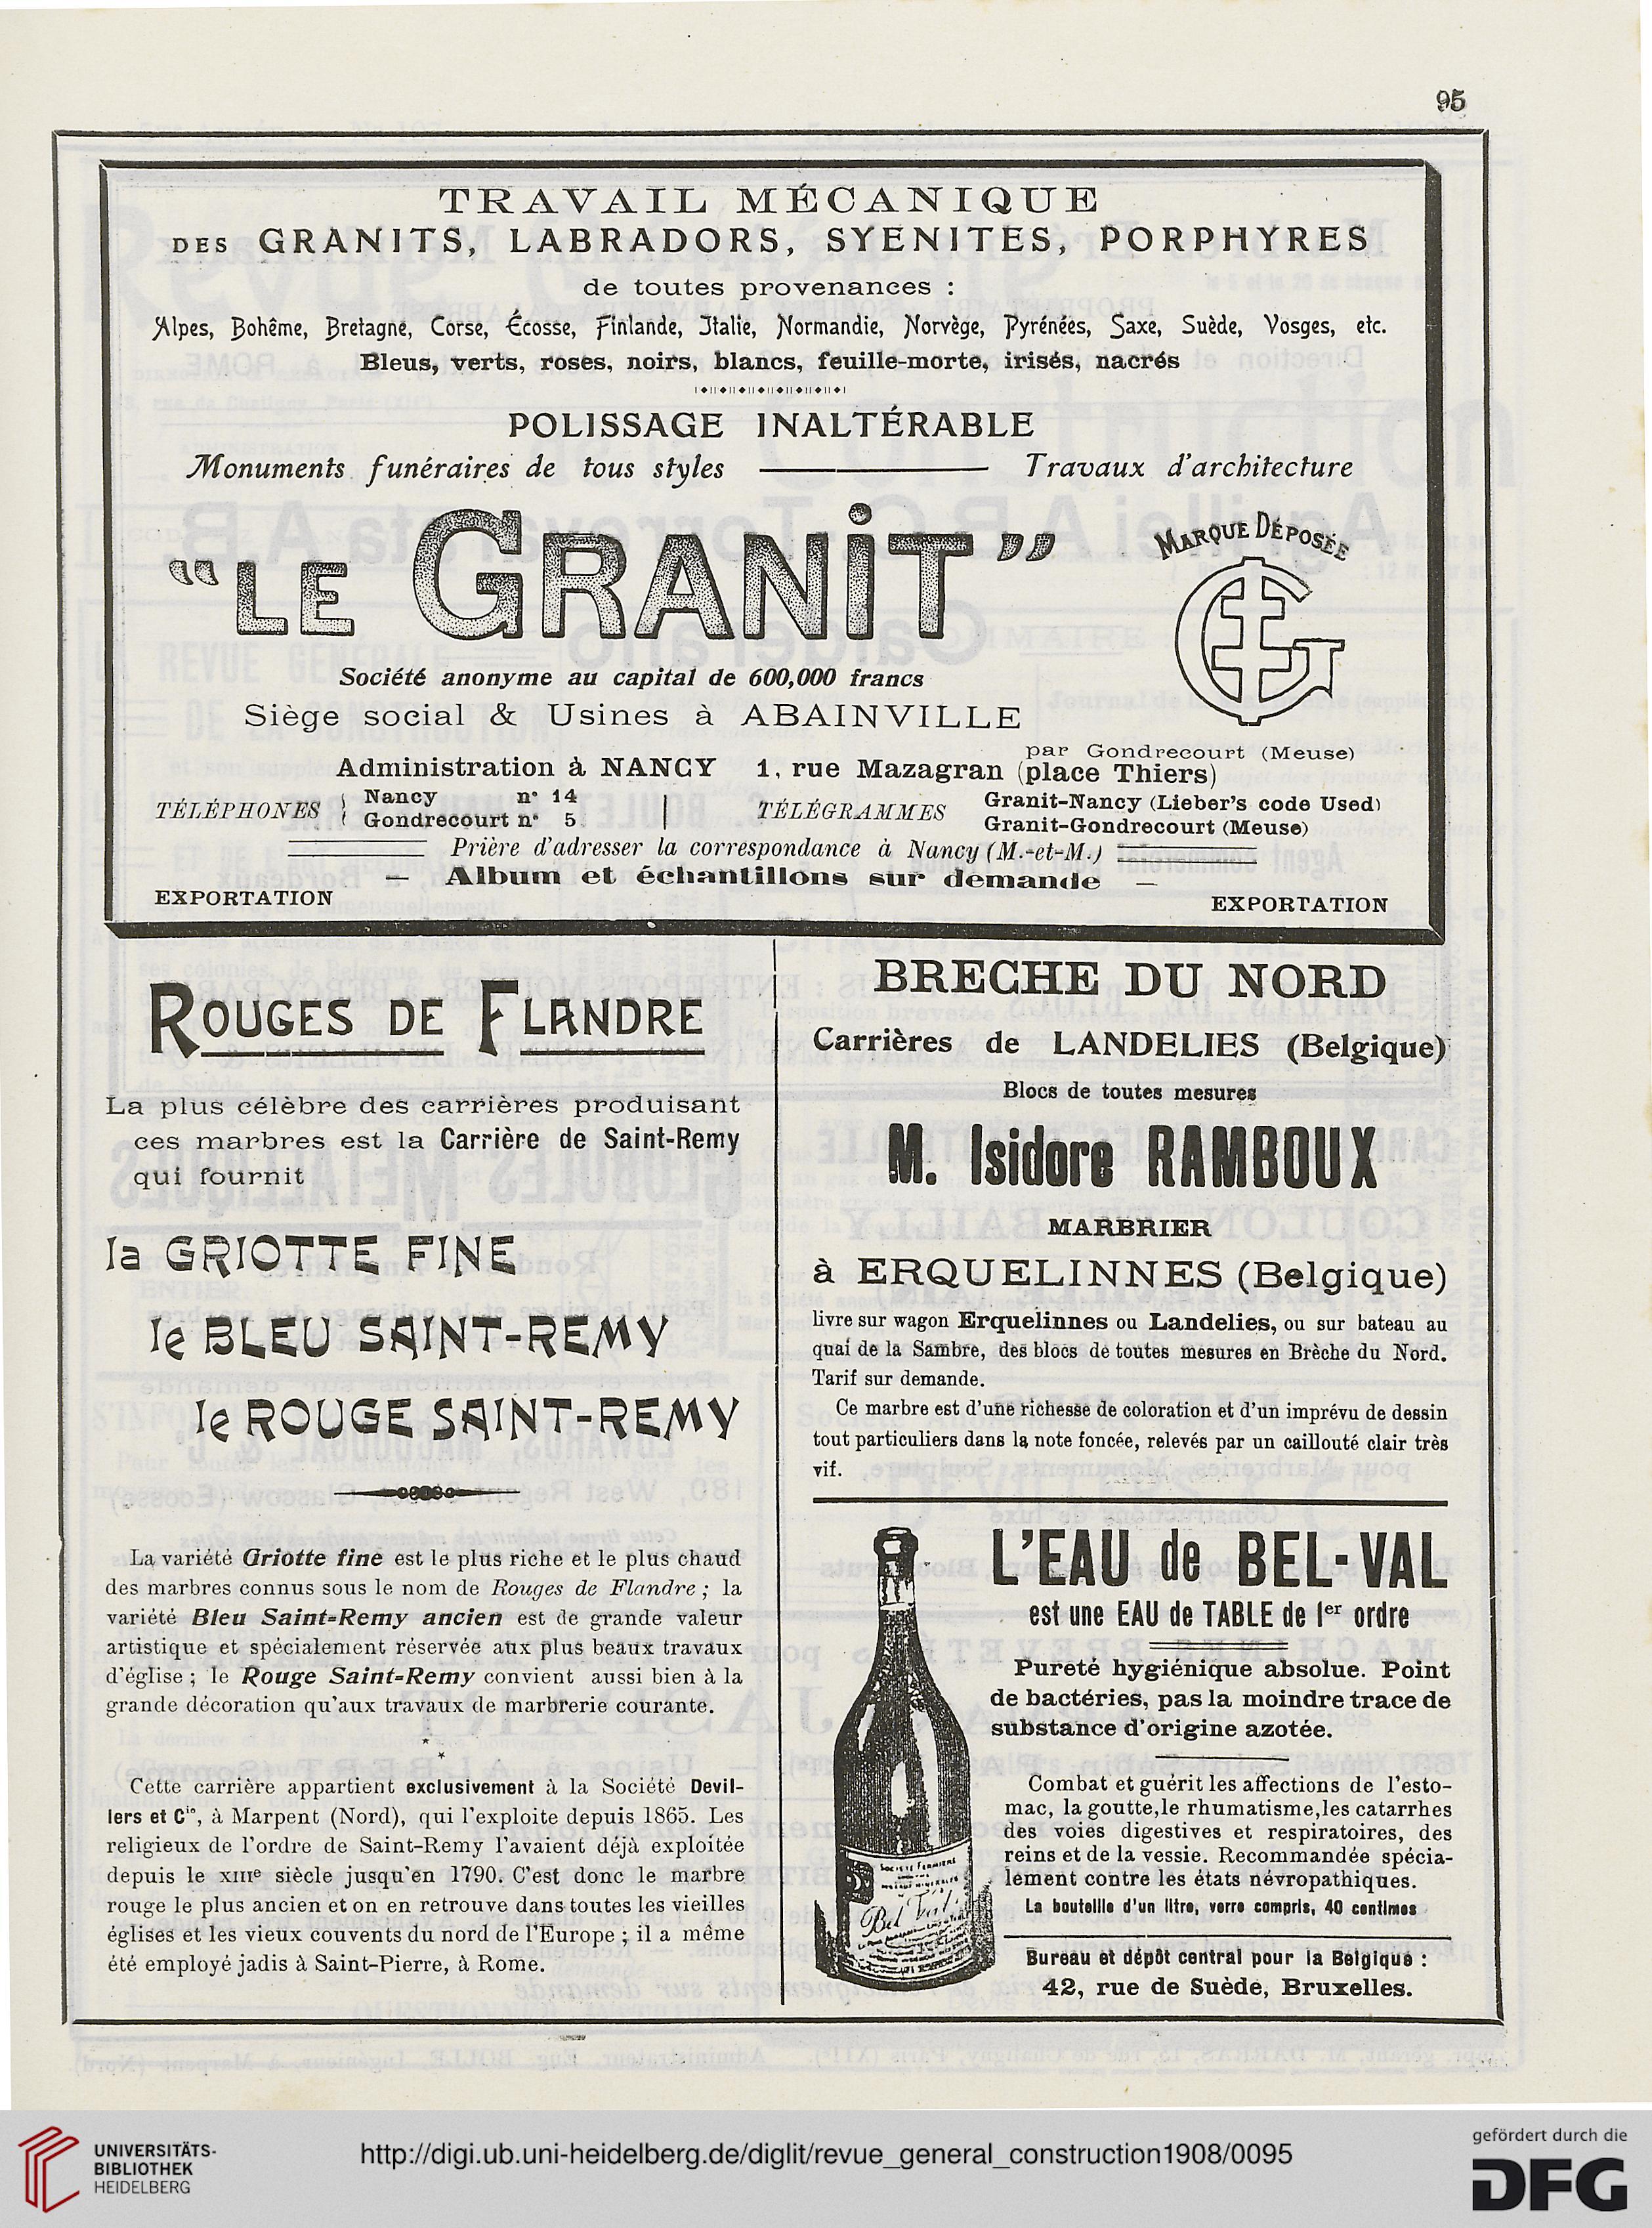 95
TRAVAIL MÉCANIQUE
DES GRANITS, LABRADORS, SYENITES, PORPHYRES
de toutes provenances :
Alpes, Bohême, Bretagne, Corse, Écosse, Finlande, Italie, Normandie, Norvège, Pyrénées, Saxe, Suède, Vosges, etc.
Bleus, verts, roses, noirs, blancs, feuille-morte, irisés, nacrés
POLISSAGE INALTÉRABLE
Monuments funéraires de tous styles — Travaux d'architecture
"LE GRANIT"
MARQUE DÉPOSÉE
Société anonyme au capital de 600,000 francs
Siège social & Usines à ABAINVILLE
par Gondrecourt (Meuse)
Administration à NANCY 1, rue Mazagran (place Thiers)
TÉLÉPHONES { Nancy n° 14
Gondrecourt n° 5
TÉLÉGRAMMES Granit-Nancy (Lieber's code Used)
Granit-Gondrecourt (Meuse)
Prière d'adresser la correspondance à Nancy (M.-et-M.)
— Album et échantillons sur demande —
EXPORTATION EXPORTATION
ROUGES DE FLANDRE
La plus célèbre des carrières produisant
ces marbres est la Carrière de Saint-Remy
qui fournit
la GRIOTTE FINE
le BLEU SAINT-REMY
le ROUGE SAINT-REMY
La variété Griotte fine est le plus riche et le plus chaud
des marbres connus sous le nom de Rouges de Flandre ; la
variété Bleu Saint-Remy ancien est de grande valeur
artistique et spécialement réservée aux plus beaux travaux
d'église ; le Rouge Saint-Remy convient aussi bien à la
grande décoration qu'aux travaux de marbrerie courante.
Cette carrière appartient exclusivement à la Société Devil-
lers et Cie, à Marpent (Nord), qui l'exploite depuis 1865. Les
religieux de l'ordre de Saint-Remy l'avaient déjà exploitée
depuis le XIIIe siècle jusqu'en 1790. C'est donc le marbre
rouge le plus ancien et on en retrouve dans toutes les vieilles
églises et les vieux couvents du nord de l'Europe ; il a même
été employé jadis à Saint-Pierre, à Rome.
BRECHE DU NORD
Carrières de LANDELIES (Belgique)
Blocs de toutes mesures
M. Isidore RAMBOUX
MARBRIER
à ERQUELINNES (Belgique)
livre sur wagon Erquelinnes ou Landelies, ou sur bateau au
quai de la Sambre, des blocs de toutes mesures en Brèche du Nord.
Tarif sur demande.
Ce marbre est d'une richesse de coloration et d'un imprévu de dessin
tout particuliers dans la note foncée, relevés par un caillouté clair très
vif.
L'EAU de BEL-VAL
est une EAU de TABLE de 1er ordre
Pureté hygiénique absolue. Point
de bactéries, pas la moindre trace de
substance d'origine azotée.
Combat et guérit les affections de l'esto-
mac, la goutte, le rhumatisme, les catarrhes
des voies digestives et respiratoires, des
reins et de la vessie. Recommandée spécia-
lement contre les états névropathiques.
La bouteille d'un litre, verre compris, 40 centimes
Bureau et dépôt central pour la Belgique :
42, rue de Suède, Bruxelles.
SOCIÉTÉ FERMIÈRE
Bel Val
UNIVERSITÄTS-
BIBLIOTHEK
HEIDELBERG
http://digi.ub.uni-heidelberg.de/diglit/revue_general_construction1908/0095
gefördert durch die
DFG